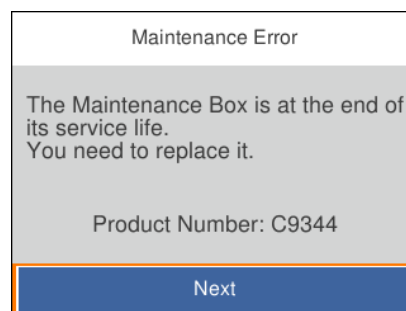 Maintenance Error
The Maintenance Box is at the end of
its service life.
You need to replace it.
Product Number: C9344
Next